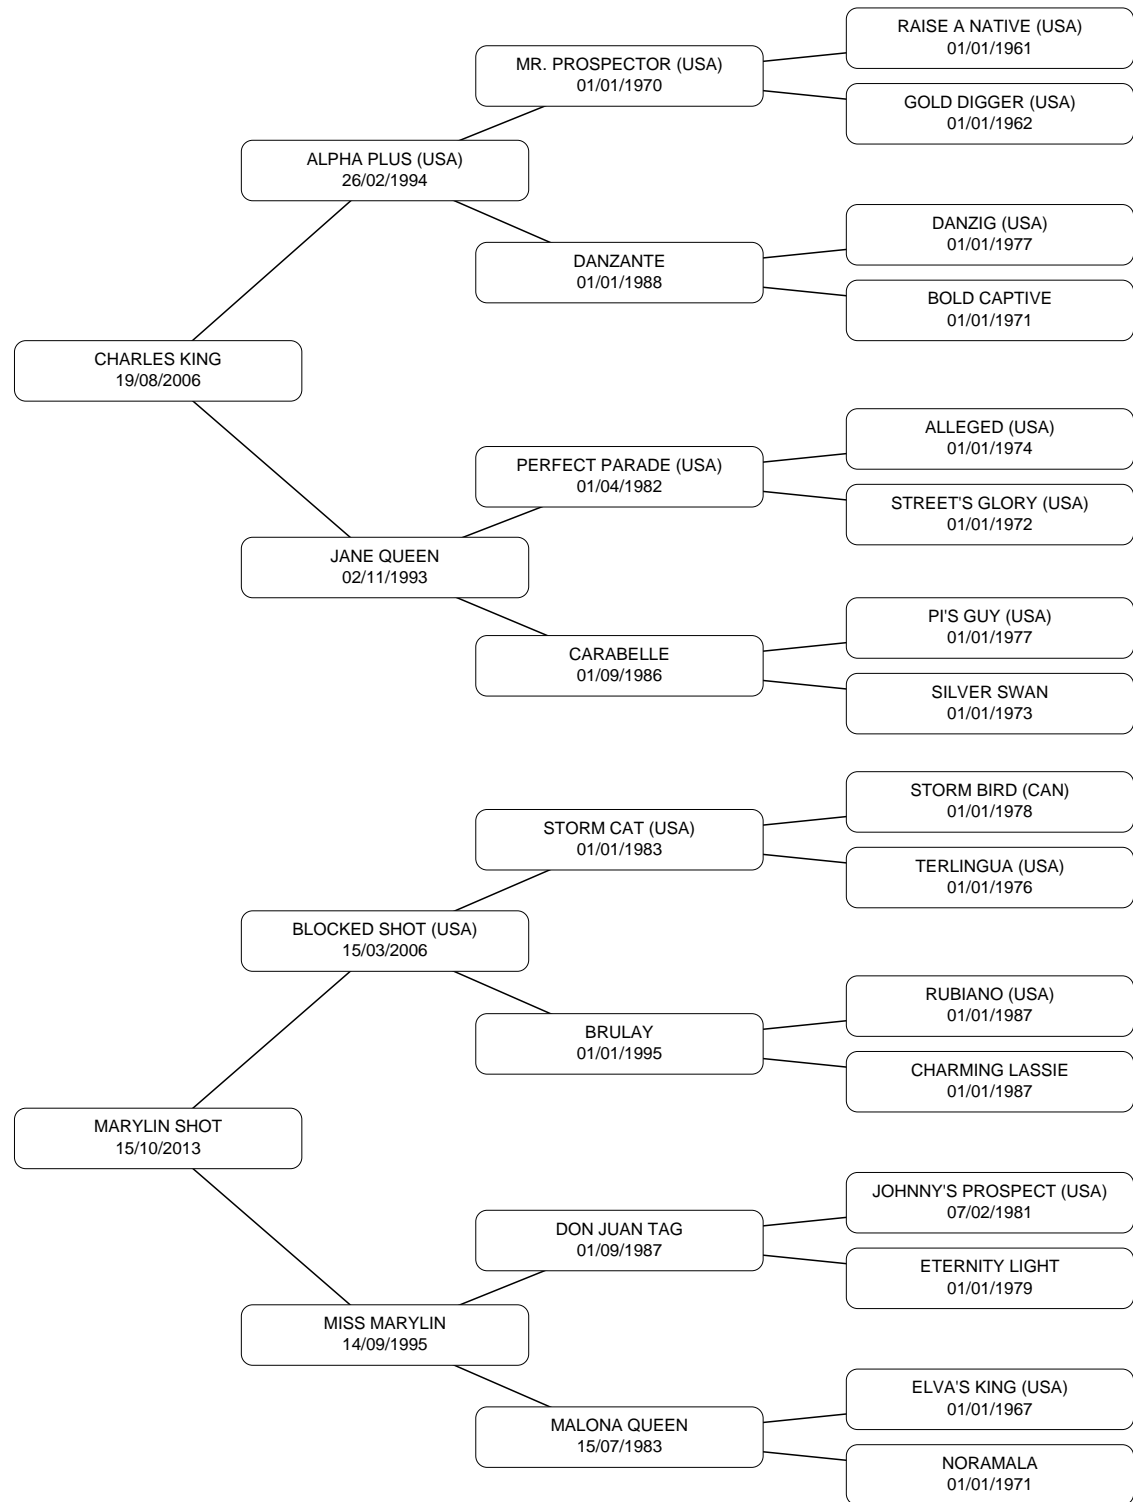 RAISE A NATIVE (USA)
01/01/1961
MR. PROSPECTOR (USA)
01/01/1970
GOLD DIGGER (USA)
01/01/1962
ALPHA PLUS (USA)
26/02/1994
DANZIG (USA)
01/01/1977
DANZANTE
01/01/1988
BOLD CAPTIVE
01/01/1971
CHARLES KING
19/08/2006
ALLEGED (USA)
01/01/1974
PERFECT PARADE (USA)
01/04/1982
STREET'S GLORY (USA)
01/01/1972
JANE QUEEN
02/11/1993
PI'S GUY (USA)
01/01/1977
CARABELLE
01/09/1986
SILVER SWAN
01/01/1973
STORM BIRD (CAN)
01/01/1978
STORM CAT (USA)
01/01/1983
TERLINGUA (USA)
01/01/1976
BLOCKED SHOT (USA)
15/03/2006
RUBIANO (USA)
01/01/1987
BRULAY
01/01/1995
CHARMING LASSIE
01/01/1987
MARYLIN SHOT
15/10/2013
JOHNNY'S PROSPECT (USA)
07/02/1981
DON JUAN TAG
01/09/1987
ETERNITY LIGHT
01/01/1979
MISS MARYLIN
14/09/1995
ELVA'S KING (USA)
01/01/1967
MALONA QUEEN
15/07/1983
NORAMALA
01/01/1971